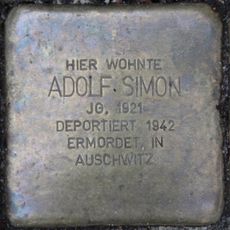 HIER WOHNTE
ADOLF SIMON
JG. 1921
DEPORTIERT 1942
ERMORDET IN
AUSCHWITZ